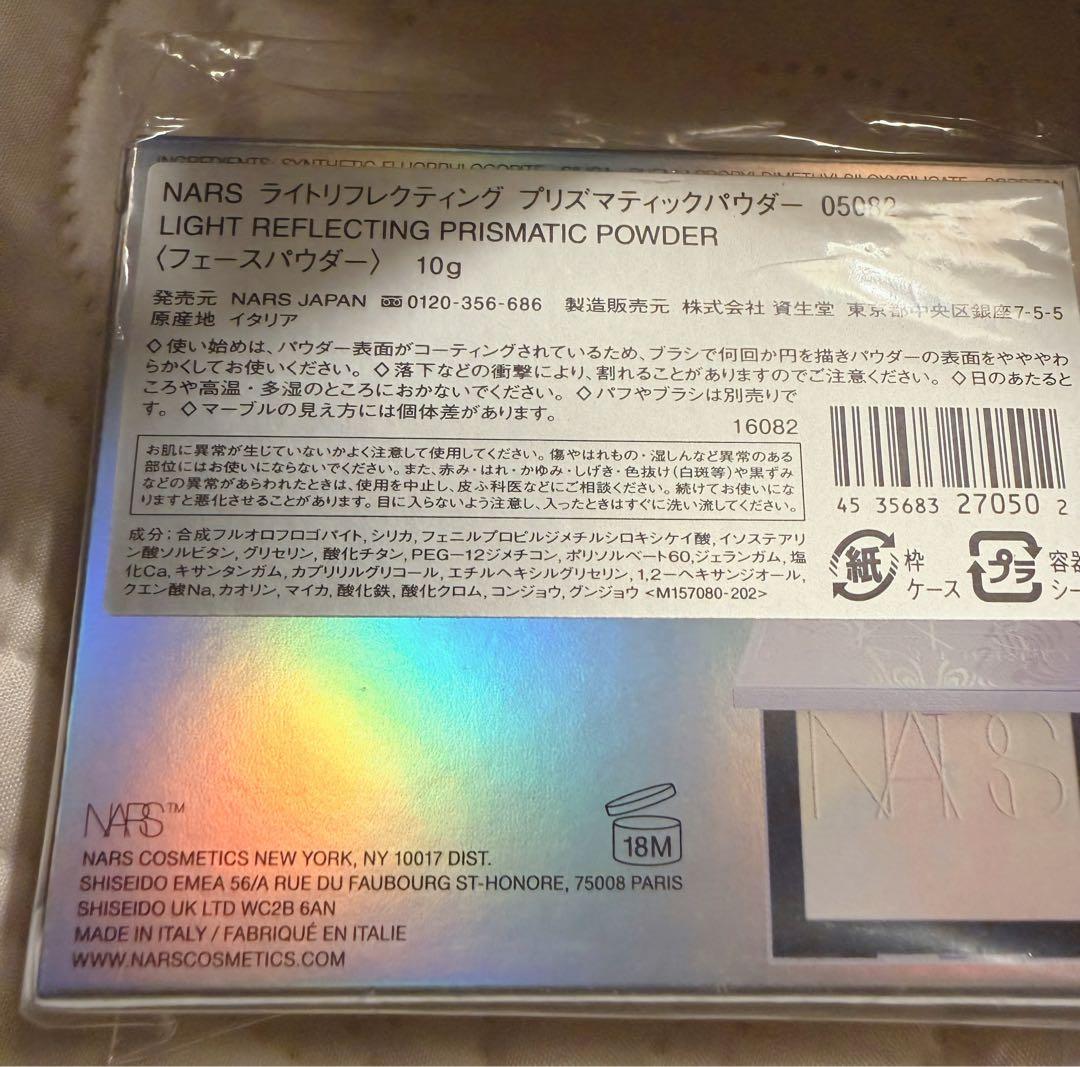 INGREDIENTS: SYNTHETIC FLUORPHLOGOPITE
NARS ライトリフレクティング プリズマティックパウダー 05082
LIGHT REFLECTING PRISMATIC POWDER
〈フェースパウダー〉 10g
発売元 NARS JAPAN 0120-356-686 製造販売元 株式会社 資生堂 東京都中央区銀座7-5-5
原産地 イタリア
◇使い始めは、パウダー表面がコーティングされているため、ブラシで何回か円を描きパウダーの表面をやややわ
らかくしてお使いください。◇落下などの衝撃により、割れることがありますのでご注意ください。◇日のあたると
ころや高温・多湿のところにおかないでください。◇パフやブラシは別売りで
す。◇マーブルの見え方には個体差があります。
16082
お肌に異常が生じていないかよく注意して使用してください。傷やはれもの・湿しんなど異常のある
部位にはお使いにならないでください。また、赤み・はれ・かゆみ・しげき・色抜け(白斑等)や黒ずみ
などの異常があらわれたときは、使用を中止し、皮ふ科医などにご相談ください。続けてお使いにな
りますと悪化させることがあります。目に入らないよう注意し、入ったときはすぐに洗い流してください。
45 35683 27050 2
成分:合成フルオロフロゴパイト,シリカ,フェニルプロピルジメチルシロキシケイ酸,イソステアリ
ン酸ソルビタン,グリセリン,酸化チタン,PEG-12ジメチコン,ポリソルベート60,ジェランガム,塩
化Ca,キサンタンガム,カプリリルグリコール,エチルヘキシルグリセリン,1,2-ヘキサンジオール,
クエン酸Na,カオリン,マイカ,酸化鉄,酸化クロム,コンジョウ,グンジョウ <M157080-202>
紙 枠 プラ 容器
ケース シー
NARS
NARS™
18M
NARS COSMETICS NEW YORK, NY 10017 DIST.
SHISEIDO EMEA 56/A RUE DU FAUBOURG ST-HONORE, 75008 PARIS
SHISEIDO UK LTD WC2B 6AN
MADE IN ITALY / FABRIQUÉ EN ITALIE
WWW.NARSCOSMETICS.COM